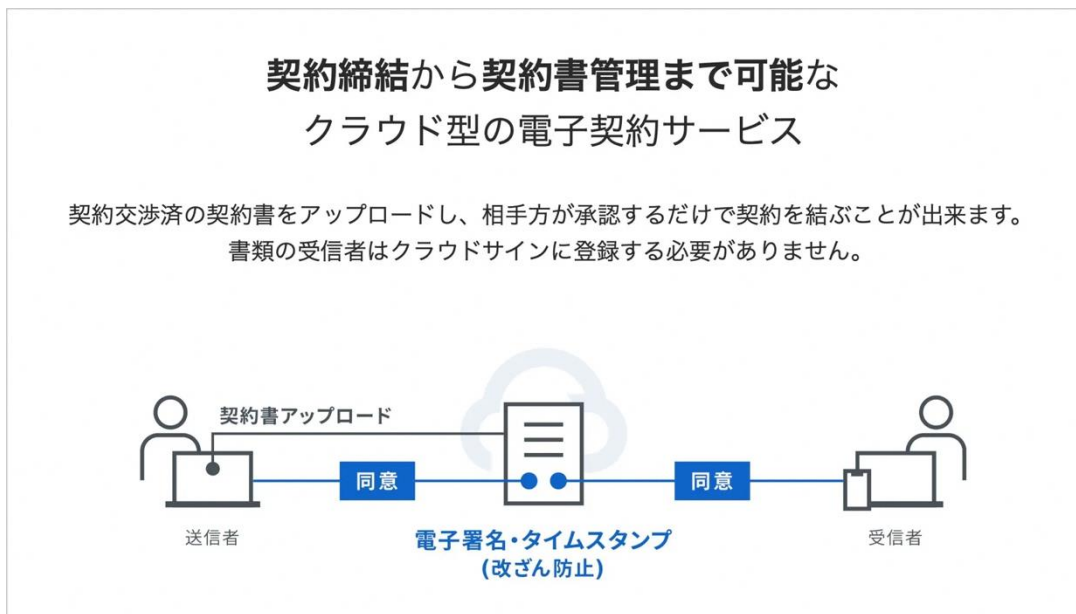 契約締結から契約書管理まで可能な
クラウド型の電子契約サービス
契約交渉済の契約書をアップロードし、相手方が承認するだけで契約を結ぶことが出来ます。
書類の受信者はクラウドサインに登録する必要がありません。
契約書アップロード
同意
同意
送信者
電子署名・タイムスタンプ
(改ざん防止)
受信者